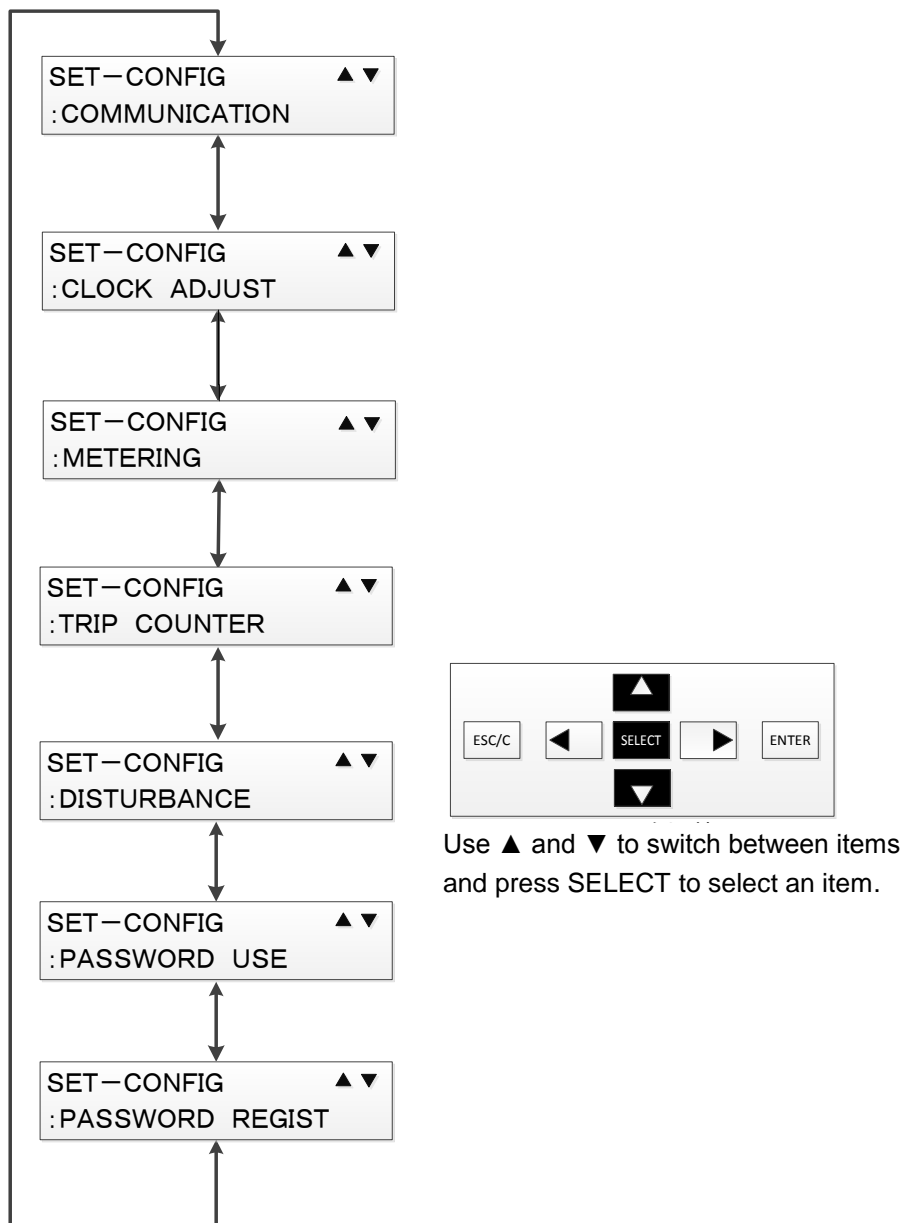 SET－CONFIG ▲ ▼
:COMMUNICATION
SET－CONFIG ▲ ▼
:CLOCK ADJUST
SET－CONFIG ▲ ▼
:METERING
SET－CONFIG ▲ ▼
:TRIP COUNTER
SET－CONFIG ▲ ▼
:DISTURBANCE
SET－CONFIG ▲ ▼
:PASSWORD USE
SET－CONFIG ▲ ▼
:PASSWORD REGIST
▲
ESC/C ◀ SELECT ▶ ENTER
▼
Use ▲ and ▼ to switch between items
and press SELECT to select an item.